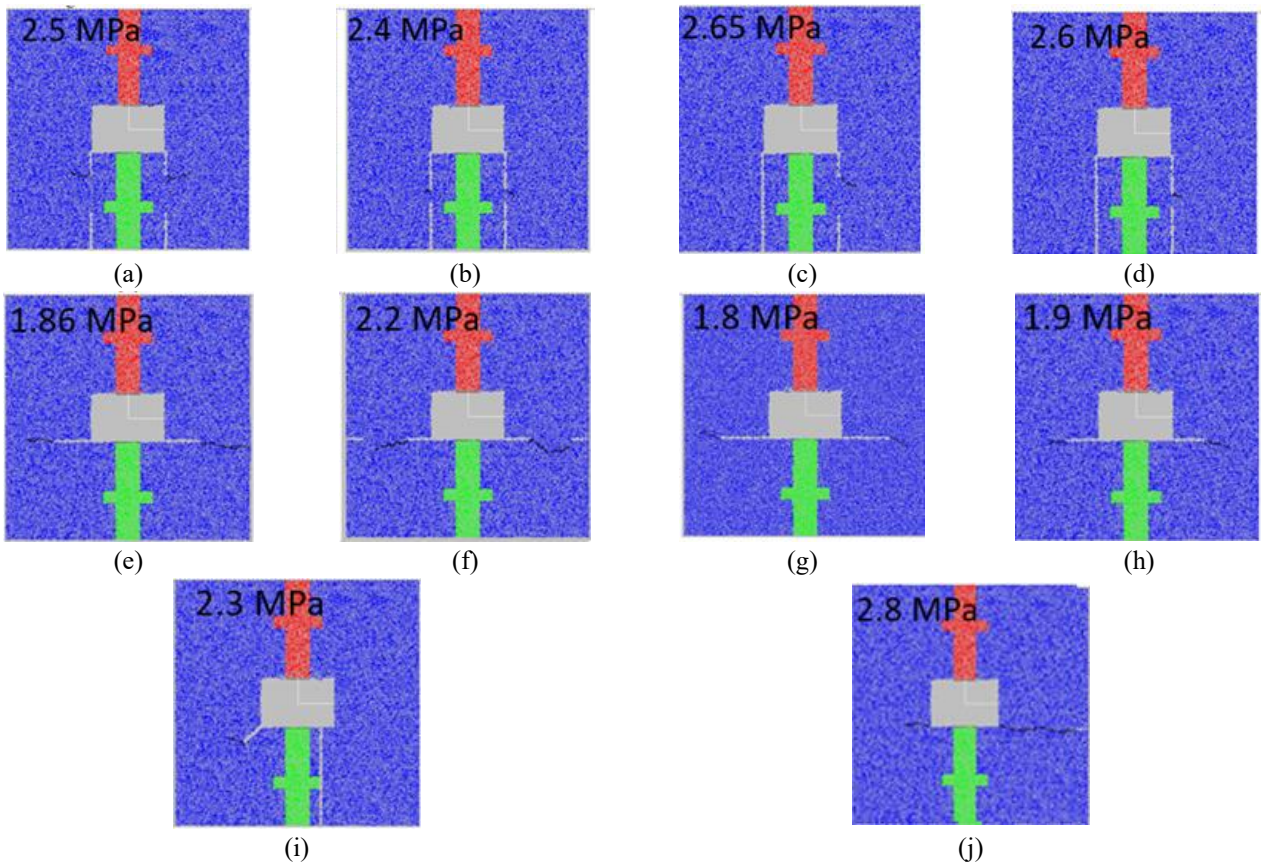 2.5 MPa
2.4 MPa
2.65 MPa
2.6 MPa
(a)
(b)
(c)
(d)
1.86 MPa
2.2 MPa
1.8 MPa
1.9 MPa
(e)
(f)
(g)
(h)
2.3 MPa
2.8 MPa
(i)
(j)